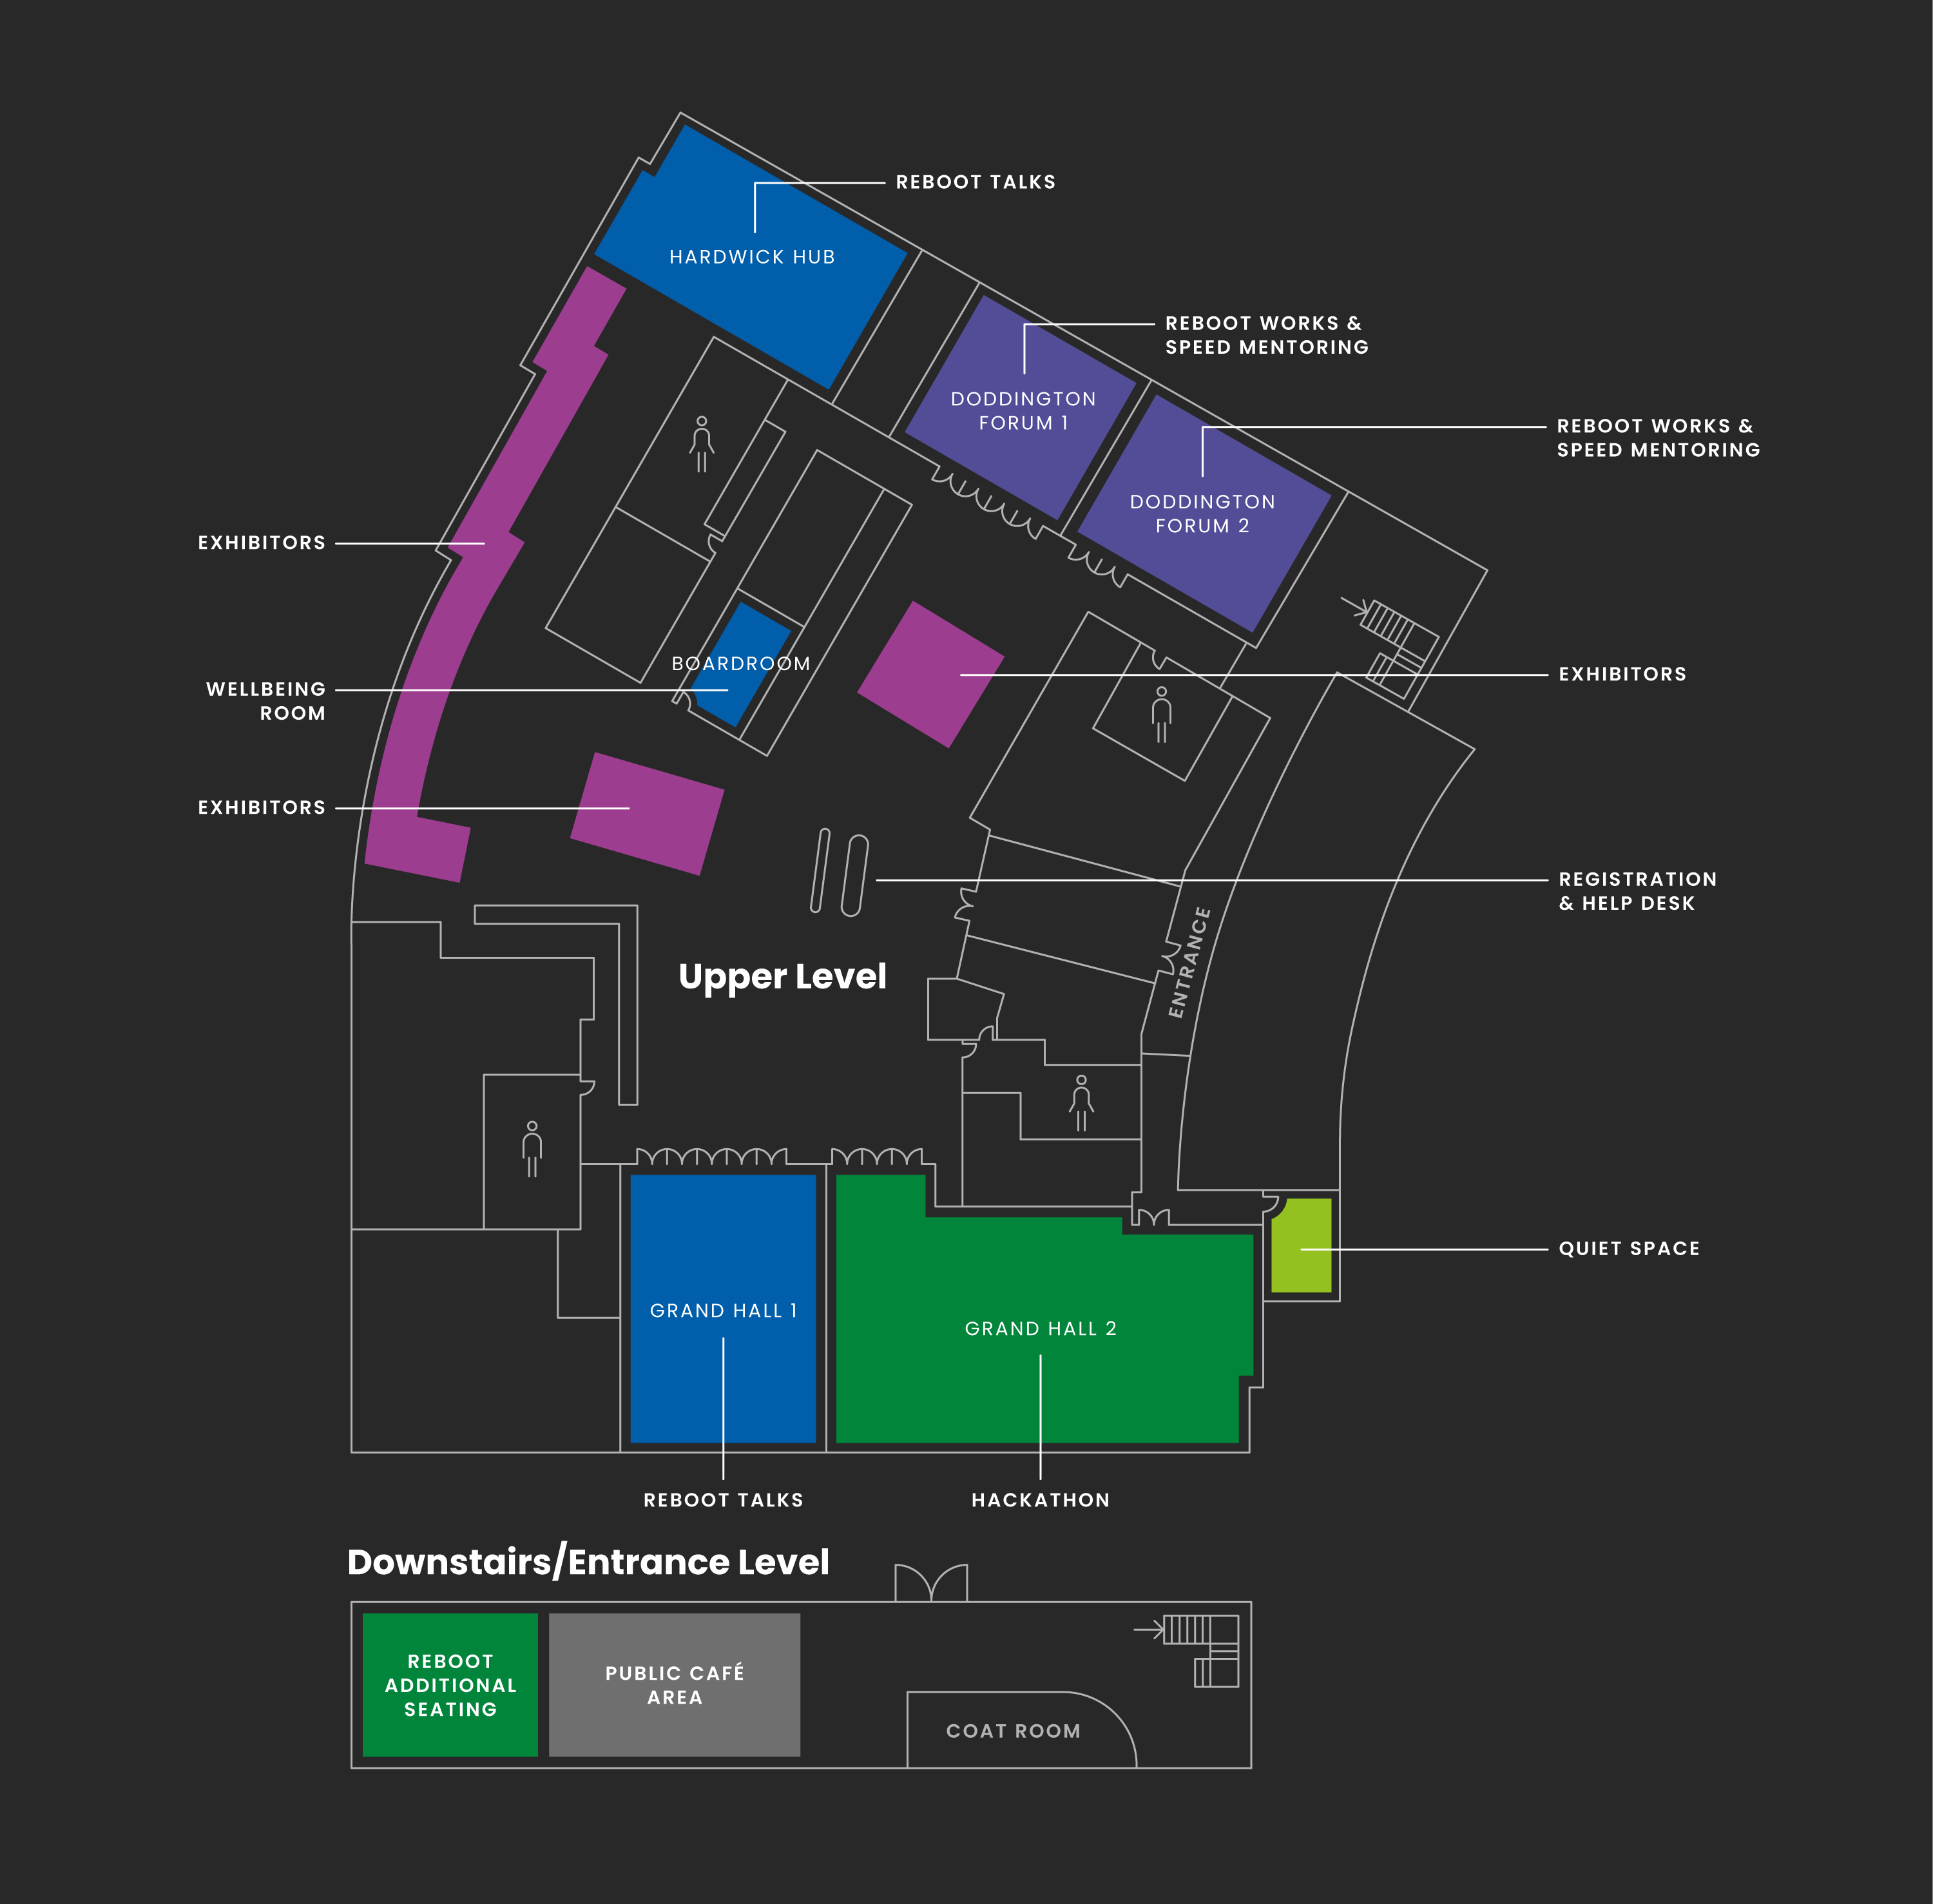 REBOOT TALKS
HARDWICK HUB
REBOOT WORKS &
SPEED MENTORING
DODDINGTON
FORUM 1
REBOOT WORKS &
SPEED MENTORING
DODDINGTON
FORUM 2
EXHIBITORS
BOARDROOM
WELLBEING
ROOM
EXHIBITORS
EXHIBITORS
REGISTRATION
& HELP DESK
ENTRANCE
Upper Level
QUIET SPACE
GRAND HALL 1
GRAND HALL 2
REBOOT TALKS
HACKATHON
Downstairs/Entrance Level
REBOOT
ADDITIONAL
SEATING
PUBLIC CAFÉ
AREA
COAT ROOM